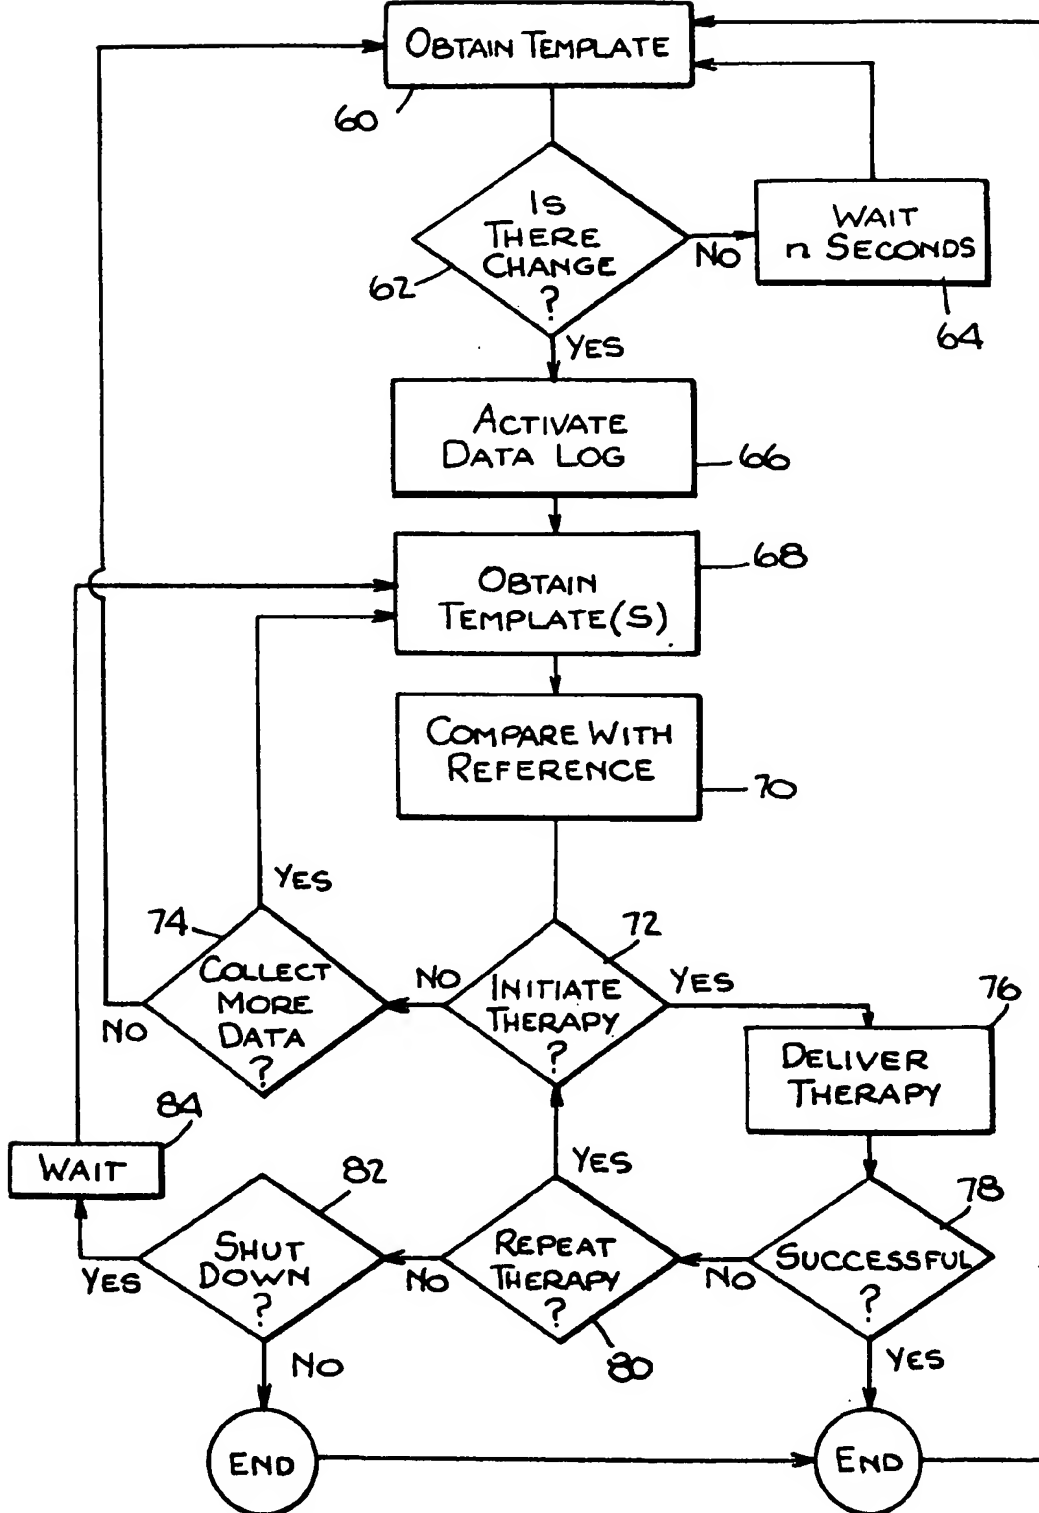 OBTAIN TEMPLATE
60
IS
THERE
CHANGE
?
62
NO
WAIT
n SECONDS
64
YES
ACTIVATE
DATA LOG
66
OBTAIN
TEMPLATE(S)
68
COMPARE WITH
REFERENCE
70
YES
74
COLLECT
MORE
DATA
?
NO
NO
72
INITIATE
THERAPY
?
YES
76
DELIVER
THERAPY
84
WAIT
YES
82
SHUT
DOWN
?
YES
NO
REPEAT
THERAPY
?
80
NO
78
SUCCESSFUL
?
NO
YES
END
END